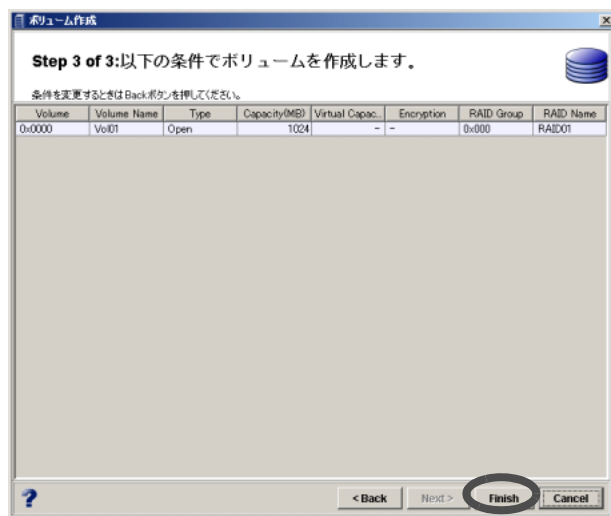 ボリューム作成
Step 3 of 3:以下の条件でボリュームを作成します。
条件を変更するときはBackボタンを押してください。
Volume Volume Name Type Capacity(MB) Virtual Capac... Encryption RAID Group RAID Name
0x0000 Vol01 Open 1024 - - 0x000 RAID01
? < Back Next > Finish Cancel